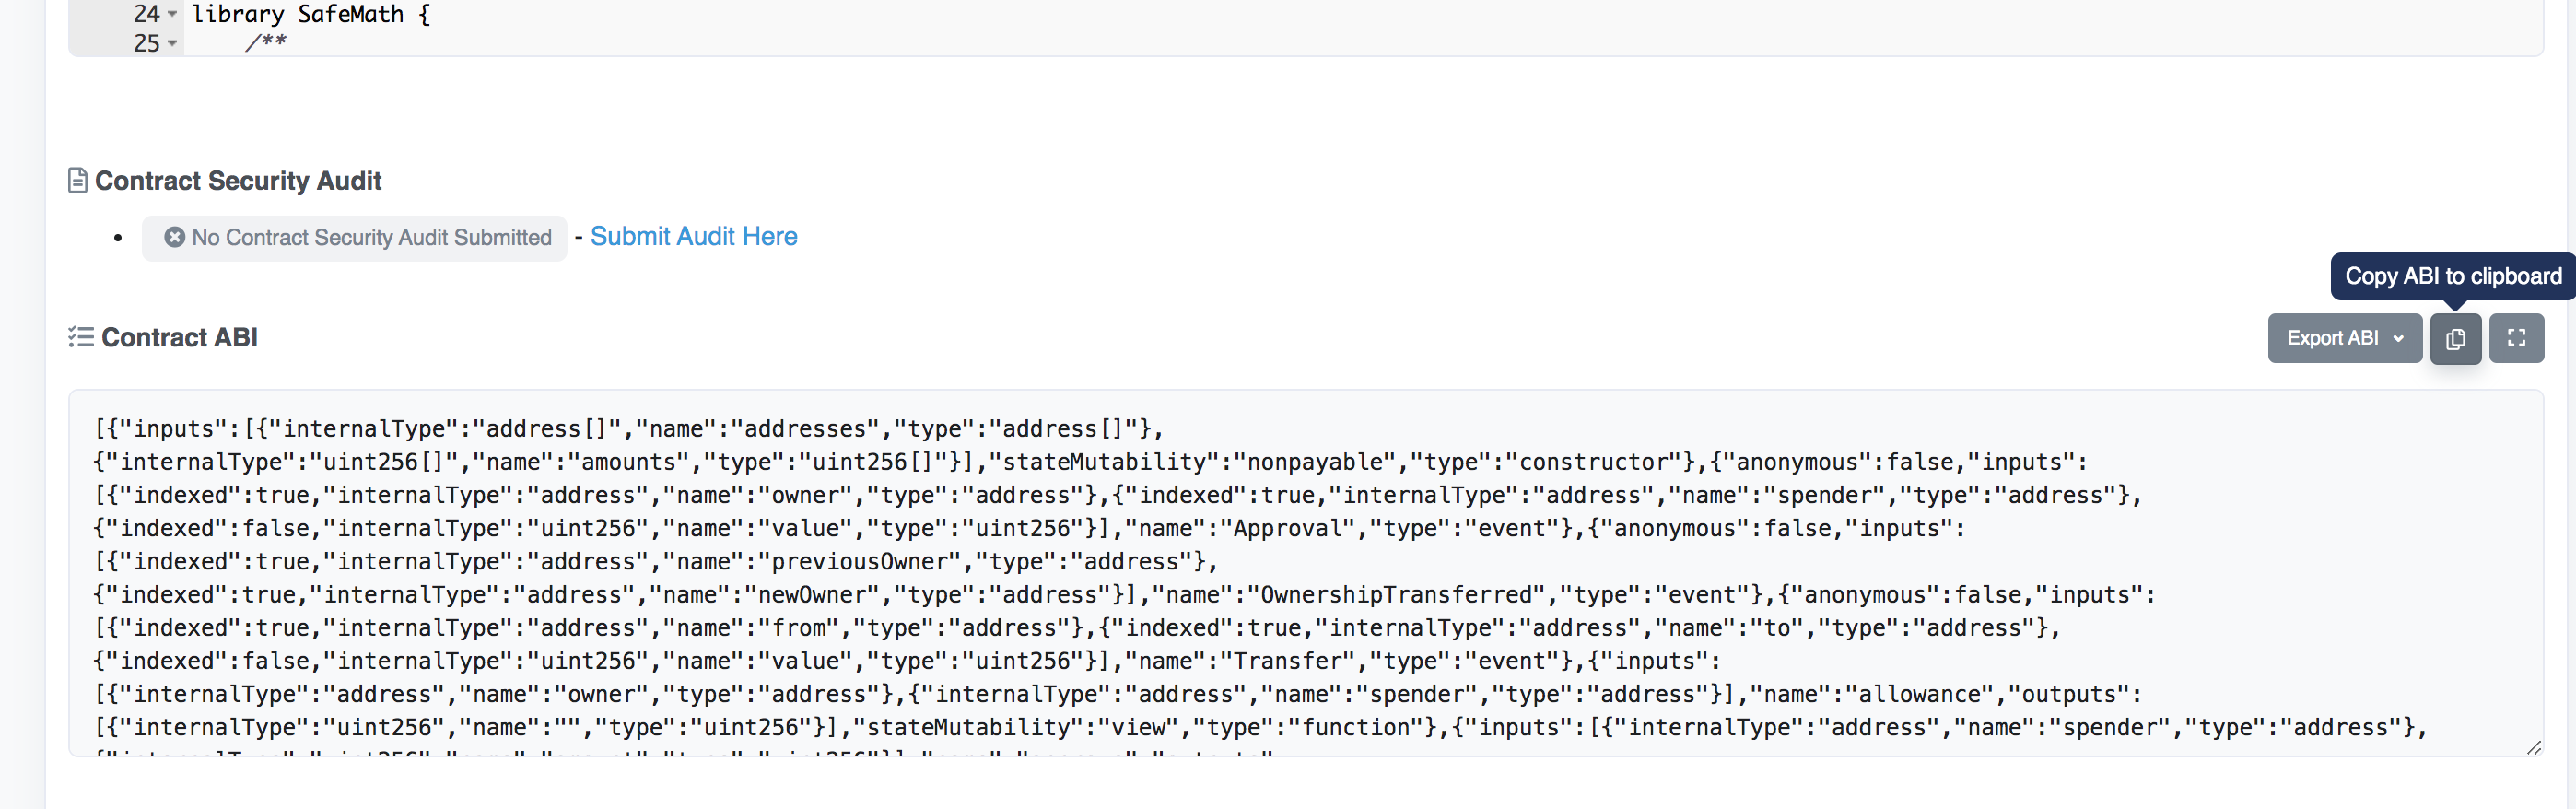 24 library SafeMath {
25 /**
Contract Security Audit
• No Contract Security Audit Submitted - Submit Audit Here
Copy ABI to clipboard
Contract ABI
Export ABI
[{"inputs":[{"internalType":"address[]","name":"addresses","type":"address[]"},
{"internalType":"uint256[]","name":"amounts","type":"uint256[]"}],"stateMutability":"nonpayable","type":"constructor"},{"anonymous":false,"inputs":
[{"indexed":true,"internalType":"address","name":"owner","type":"address"},{"indexed":true,"internalType":"address","name":"spender","type":"address"},
{"indexed":false,"internalType":"uint256","name":"value","type":"uint256"}],"name":"Approval","type":"event"},{"anonymous":false,"inputs":
[{"indexed":true,"internalType":"address","name":"previousOwner","type":"address"},
{"indexed":true,"internalType":"address","name":"newOwner","type":"address"}],"name":"OwnershipTransferred","type":"event"},{"anonymous":false,"inputs":
[{"indexed":true,"internalType":"address","name":"from","type":"address"},{"indexed":true,"internalType":"address","name":"to","type":"address"},
{"indexed":false,"internalType":"uint256","name":"value","type":"uint256"}],"name":"Transfer","type":"event"},{"inputs":
[{"internalType":"address","name":"owner","type":"address"},{"internalType":"address","name":"spender","type":"address"}],"name":"allowance","outputs":
[{"internalType":"uint256","name":"","type":"uint256"}],"stateMutability":"view","type":"function"},{"inputs":[{"internalType":"address","name":"spender","type":"address"},